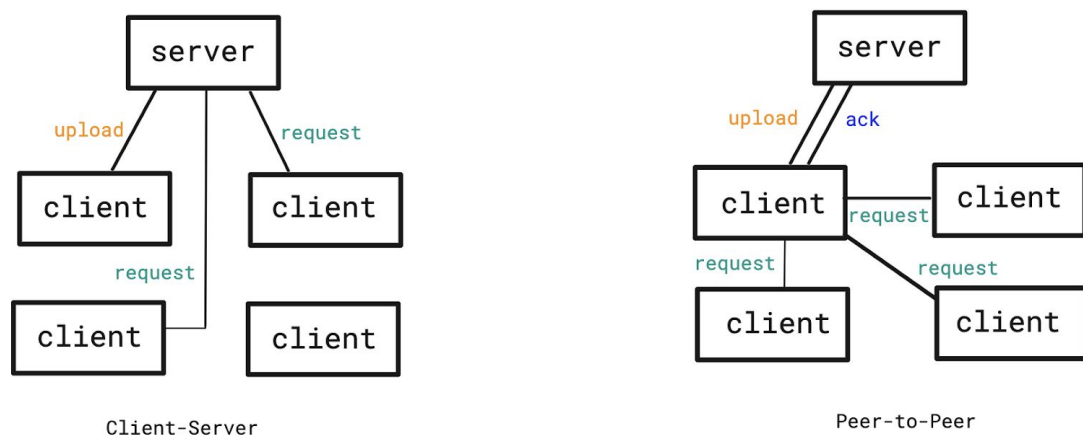 server
upload
request
client
client
request
client
client
Client-Server
server
upload
ack
client
client
request
request
request
client
client
Peer-to-Peer